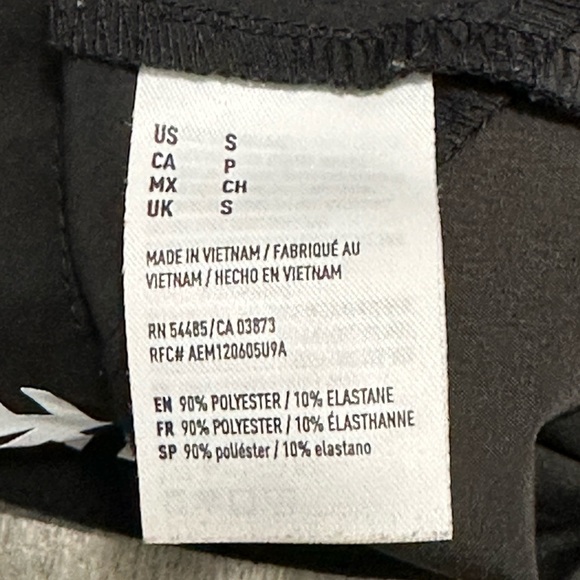 US S
CA P
MX CH
UK S
MADE IN VIETNAM / FABRIQUÉ AU
VIETNAM / HECHO EN VIETNAM
RN 54485/CA 03873
RFC# AEM120605U9A
EN 90% POLYESTER / 10% ELASTANE
FR 90% POLYESTER / 10% ÉLASTHANNE
SP 90% poliéster / 10% elastano